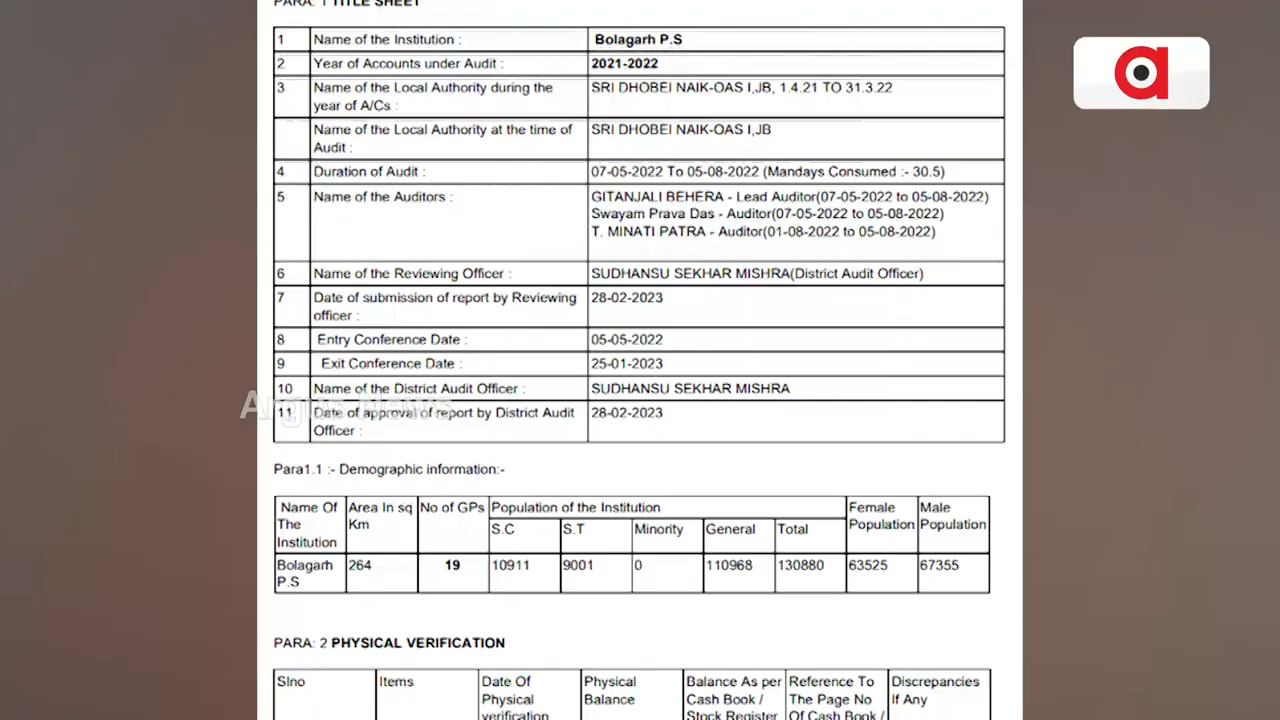 PARA: 1 TITLE SHEET
1 Name of the Institution : Bolagarh P.S
2 Year of Accounts under Audit : 2021-2022
3 Name of the Local Authority during the SRI DHOBEI NAIK-OAS I,JB, 1.4.21 TO 31.3.22
year of A/Cs :
Name of the Local Authority at the time of SRI DHOBEI NAIK-OAS I,JB
Audit :
4 Duration of Audit : 07-05-2022 To 05-08-2022 (Mandays Consumed :- 30.5)
5 Name of the Auditors : GITANJALI BEHERA - Lead Auditor(07-05-2022 to 05-08-2022)
Swayam Prava Das - Auditor(07-05-2022 to 05-08-2022)
T. MINATI PATRA - Auditor(01-08-2022 to 05-08-2022)
6 Name of the Reviewing Officer : SUDHANSU SEKHAR MISHRA(District Audit Officer)
7 Date of submission of report by Reviewing 28-02-2023
officer :
8 Entry Conference Date : 05-05-2022
9 Exit Conference Date : 25-01-2023
10 Name of the District Audit Officer : SUDHANSU SEKHAR MISHRA
Argus News
11 Date of approval of report by District Audit 28-02-2023
Officer :
Para1.1 :- Demographic information:-
Name Of Area In sq No of GPs Population of the Institution Female Male
The Km S.C S.T Minority General Total Population Population
Institution
Bolagarh 264 19 10911 9001 0 110968 130880 63525 67355
P.S
PARA: 2 PHYSICAL VERIFICATION
Slno Items Date Of Physical Balance As per Reference To Discrepancies
Physical Balance Cash Book / The Page No If Any
verification Stock Register Of Cash Book /
a